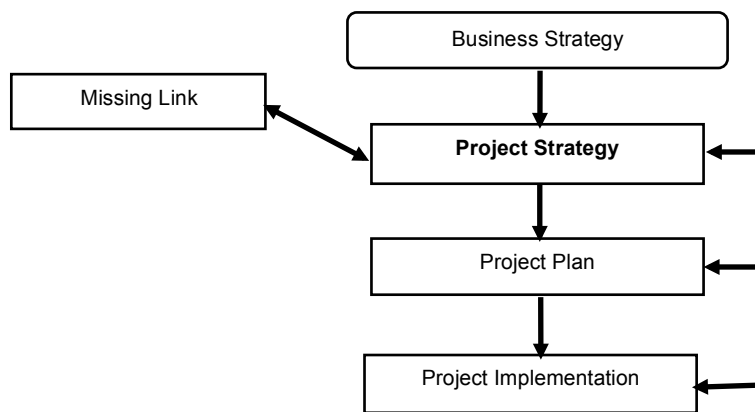 Business Strategy
Missing Link
Project Strategy
Project Plan
Project Implementation